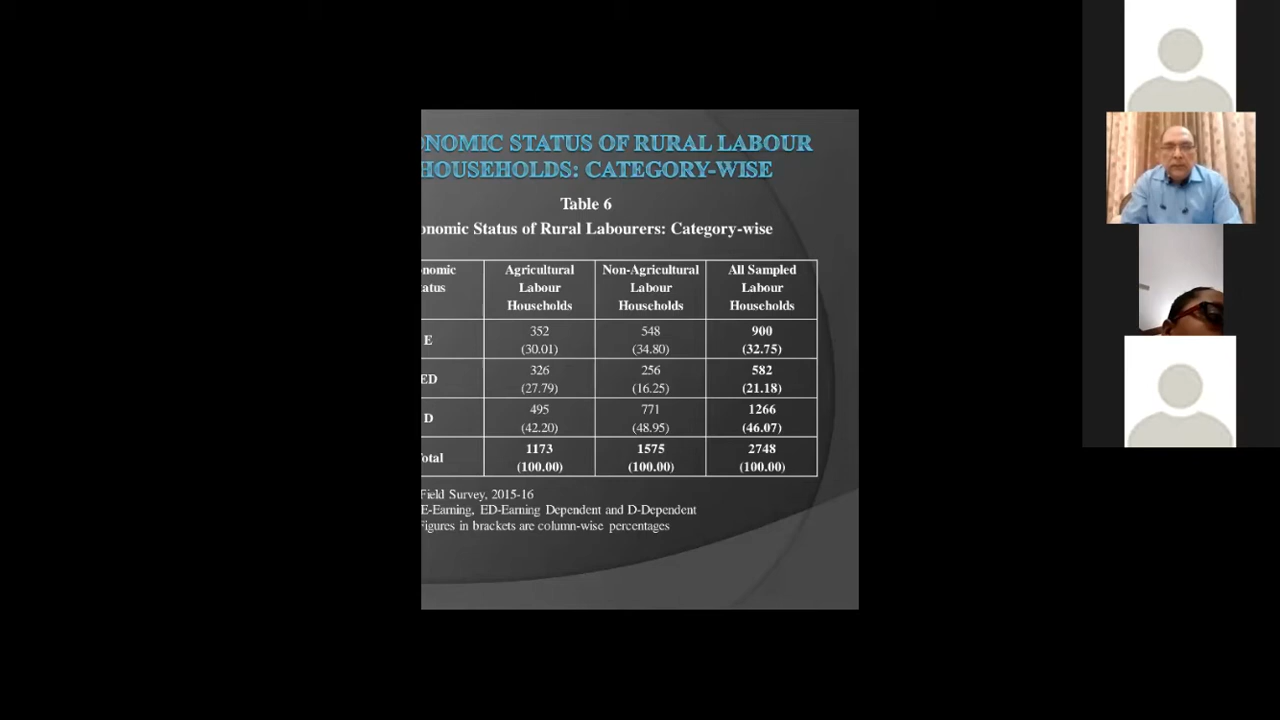 ONOMIC STATUS OF RURAL LABOUR
HOUSEHOLDS: CATEGORY-WISE
Table 6
onomic Status of Rural Labourers: Category-wise
onomic Agricultural Non-Agricultural All Sampled
atus Labour Labour Labour
Households Households Households
E 352 548 900
(30.01) (34.80) (32.75)
ED 326 256 582
(27.79) (16.25) (21.18)
D 495 771 1266
(42.20) (48.95) (46.07)
Total 1173 1575 2748
(100.00) (100.00) (100.00)
Field Survey, 2015-16
E-Earning, ED-Earning Dependent and D-Dependent
Figures in brackets are column-wise percentages